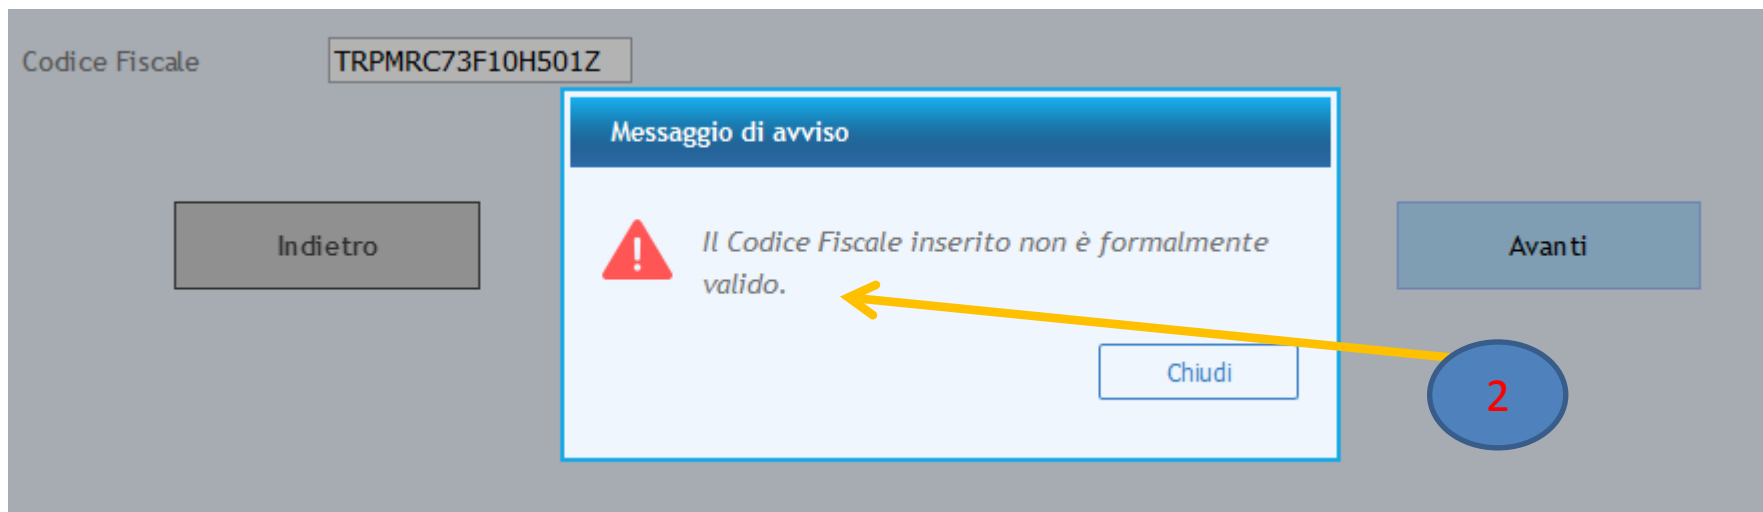 Codice Fiscale TRPMRC73F10H501Z
Messaggio di avviso
Il Codice Fiscale inserito non è formalmente
valido.
Indietro
Avanti
Chiudi
2